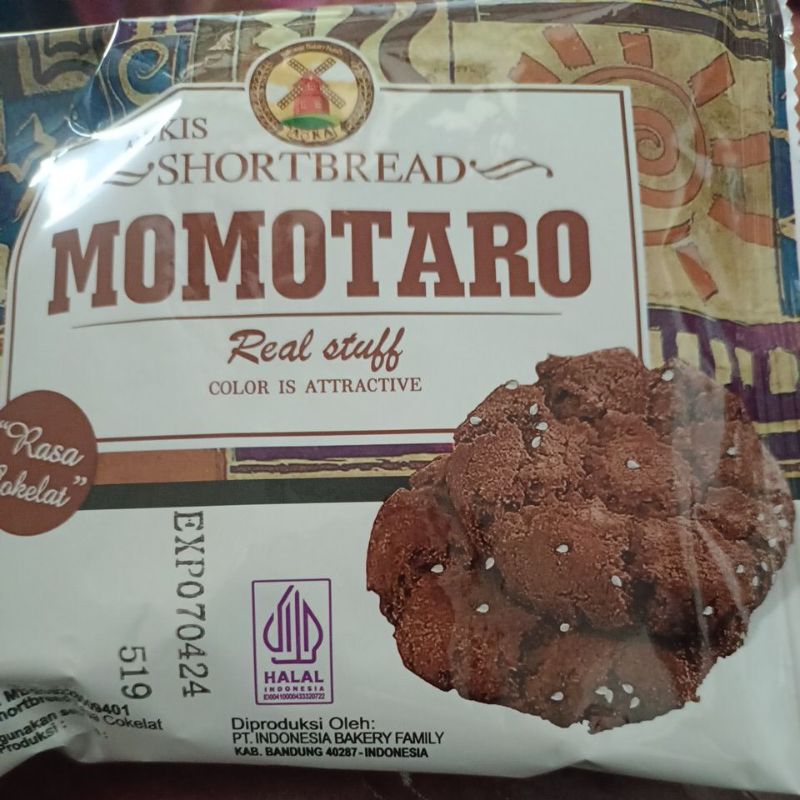 SHORTBREAD
MOMOTARO
Real stuff
COLOR IS ATTRACTIVE
"Rasa
EXP070424
519
HALAL
INDONESIA
Diproduksi Oleh:
PT. INDONESIA BAKERY FAMILY
KAB. BANDUNG 40287 - INDONESIA
Cokelat